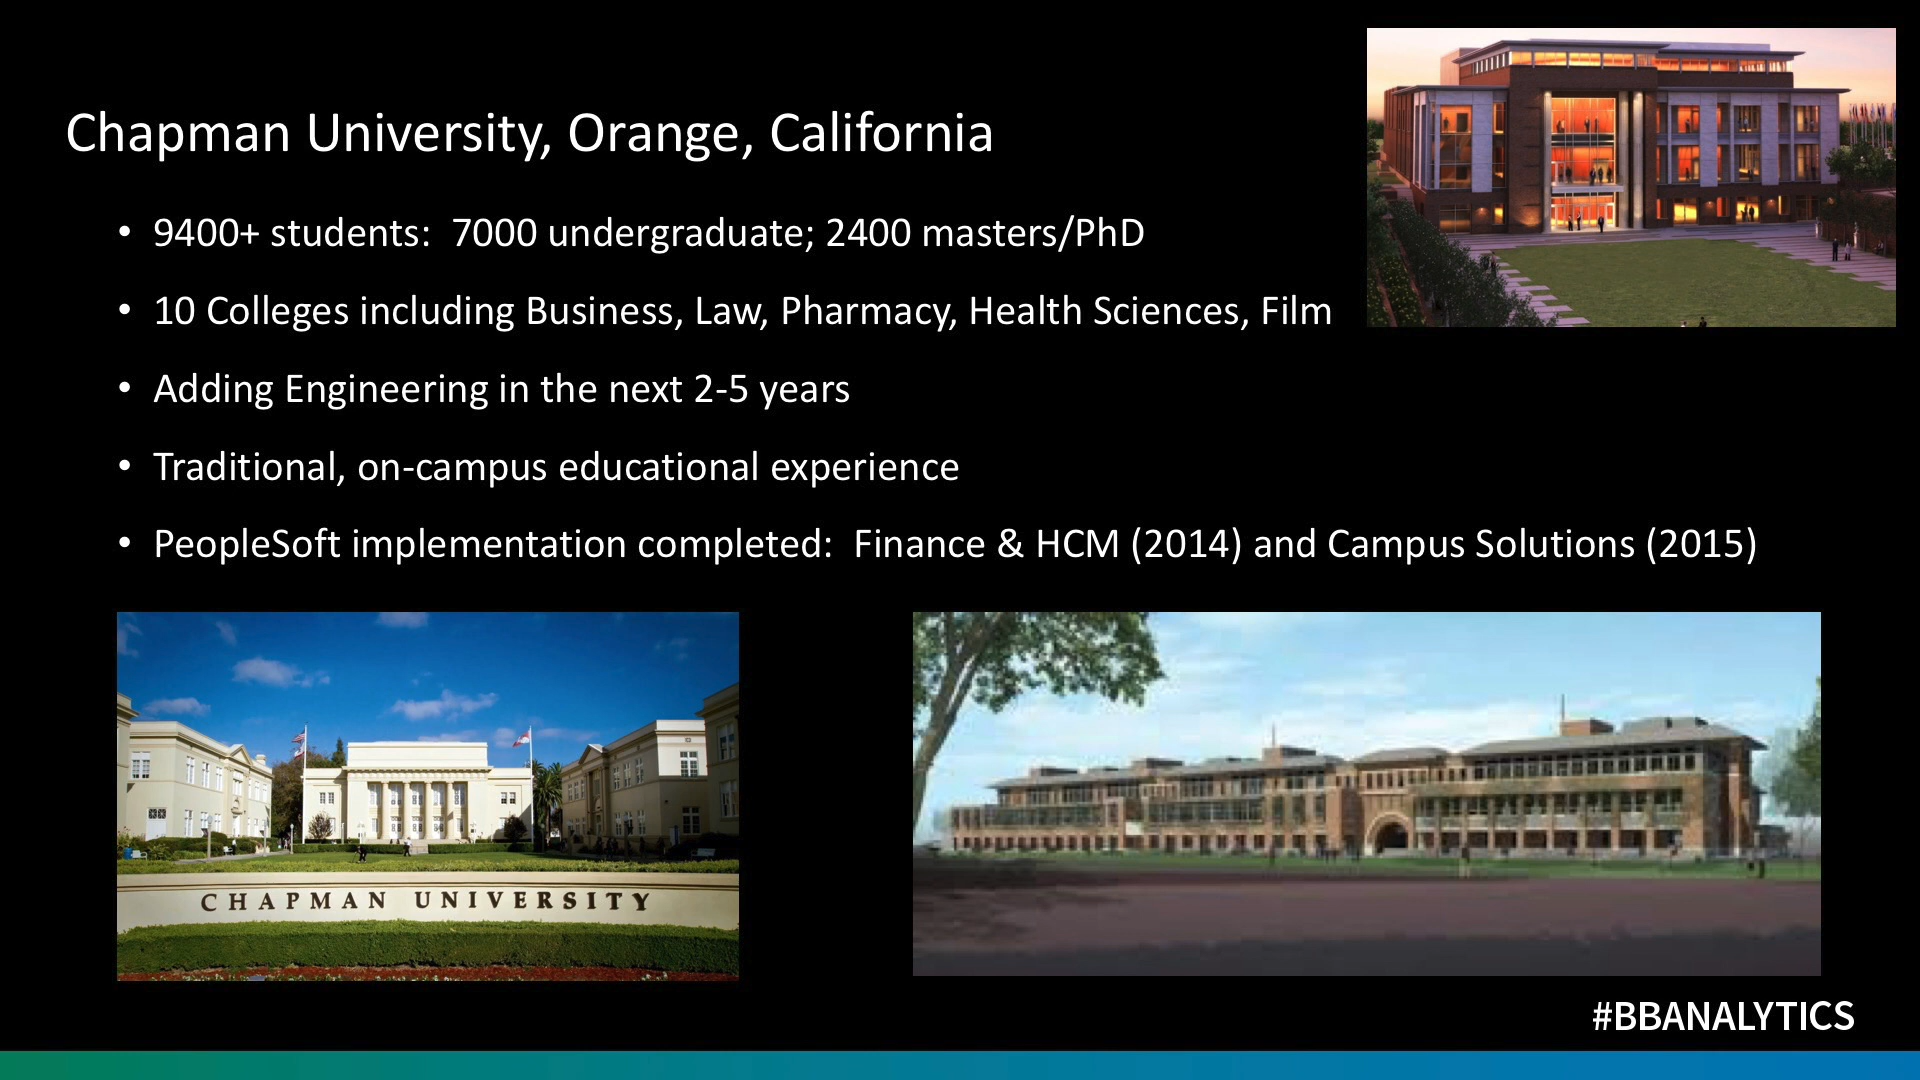 Chapman University, Orange, California
• 9400+ students:  7000 undergraduate; 2400 masters/PhD
• 10 Colleges including Business, Law, Pharmacy, Health Sciences, Film
• Adding Engineering in the next 2-5 years
• Traditional, on-campus educational experience
• PeopleSoft implementation completed:  Finance & HCM (2014) and Campus Solutions (2015)
CHAPMAN UNIVERSITY
#BBANALYTICS